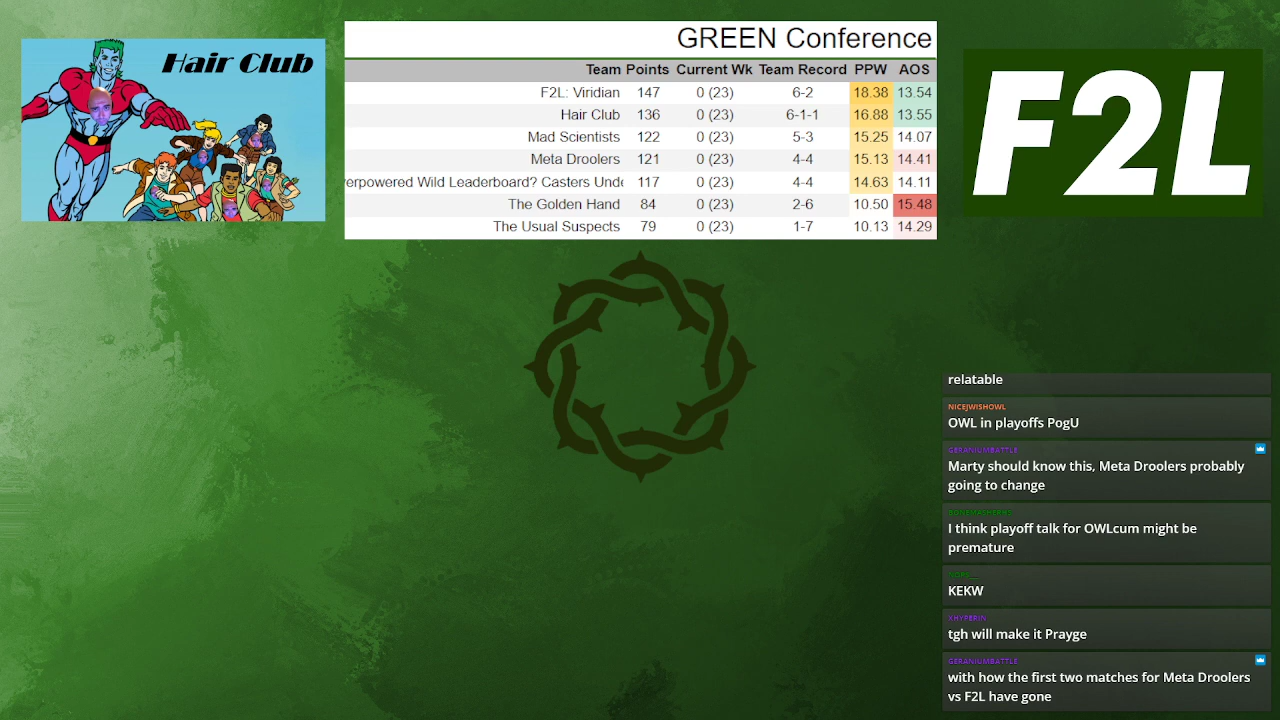 Hair Club
GREEN Conference
Team Points Current Wk Team Record PPW AOS
F2L: Viridian 147 0 (23) 6-2 18.38 13.54
Hair Club 136 0 (23) 6-1-1 16.88 13.55
Mad Scientists 122 0 (23) 5-3 15.25 14.07
Meta Droolers 121 0 (23) 4-4 15.13 14.41
erpowered Wild Leaderboard? Casters Unde 117 0 (23) 4-4 14.63 14.11
The Golden Hand 84 0 (23) 2-6 10.50 15.48
The Usual Suspects 79 0 (23) 1-7 10.13 14.29
F2L
relatable
NICEJWISHOWL
OWL in playoffs PogU
GERANIUMBATTLE
Marty should know this, Meta Droolers probably
going to change
I think playoff talk for OWLcum might be
premature
KEKW
KHYPERIN
tgh will make it Prayge
GERANIUMBATTLE
with how the first two matches for Meta Droolers
vs F2L have gone